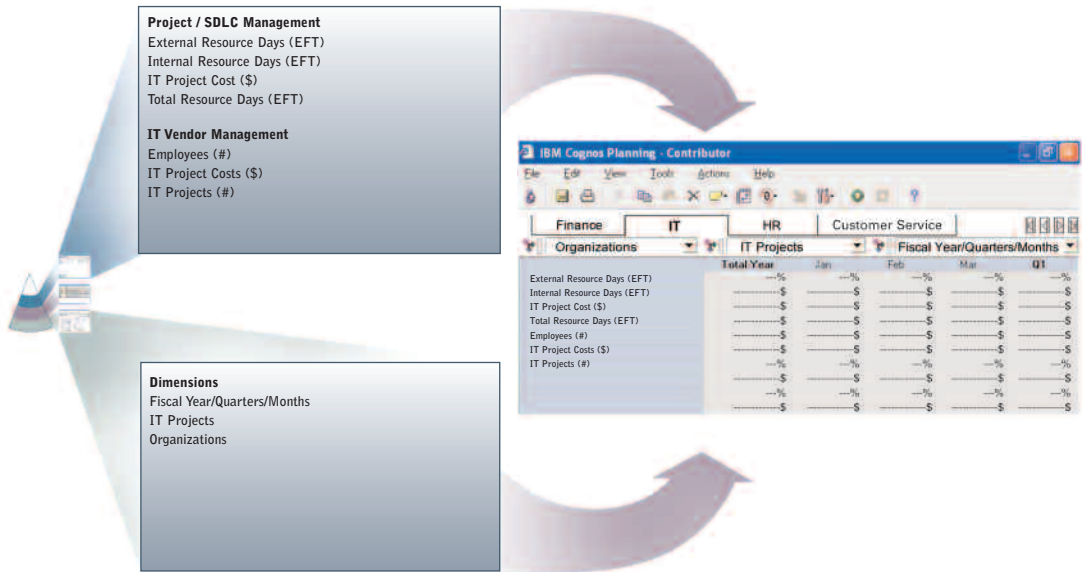 Project / SDLC Management
External Resource Days (EFT)
Internal Resource Days (EFT)
IT Project Cost ($)
Total Resource Days (EFT)
IT Vendor Management
Employees (#)
IT Project Costs ($)
IT Projects (#)
Dimensions
Fiscal Year/Quarters/Months
IT Projects
Organizations
IBM Cognos Planning - Contributor
File Edit View Tools Actions Help
Finance IT HR Customer Service
Organizations IT Projects Fiscal Year/Quarters/Months
Total Year Jan Feb Mar Q1
External Resource Days (EFT) ---% ---% ---% ---% ---%
Internal Resource Days (EFT) ------------$ ------------$ ------------$ ------------$ ------------$
IT Project Cost ($) ------------$ ------------$ ------------$ ------------$ ------------$
Total Resource Days (EFT) ------------$ ------------$ ------------$ ------------$ ------------$
Employees (#) ------------$ ------------$ ------------$ ------------$ ------------$
IT Project Costs ($) ------------$ ------------$ ------------$ ------------$ ------------$
IT Projects (#) ---% ---% ---% ---% ---%
------------$ ------------$ ------------$ ------------$ ------------$
---% ---% ---% ---% ---%
------------$ ------------$ ------------$ ------------$ ------------$